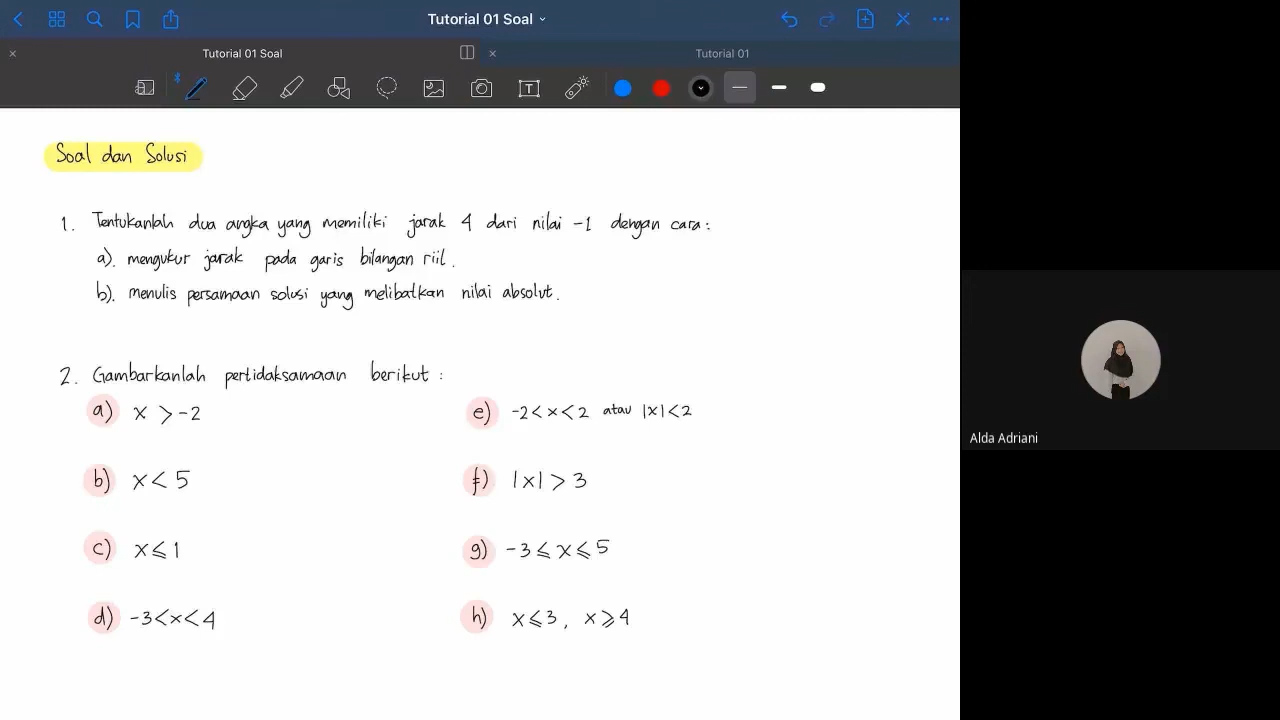 Tutorial 01 Soal
Tutorial 01 Soal
Tutorial 01
T
Soal dan Solusi
1. Tentukanlah dua angka yang memiliki jarak 4 dari nilai -1 dengan cara:
a). mengukur jarak pada garis bilangan riil.
b). menulis persamaan solusi yang melibatkan nilai absolut.
2. Gambarkanlah pertidaksamaan berikut :
a) x > -2
b) x < 5
c) x ⩽ 1
d) -3 < x < 4
e) -2 < x < 2 atau |x| < 2
f) |x| > 3
g) -3 ⩽ x ⩽ 5
h) x ⩽ 3, x ⩾ 4
Alda Adriani